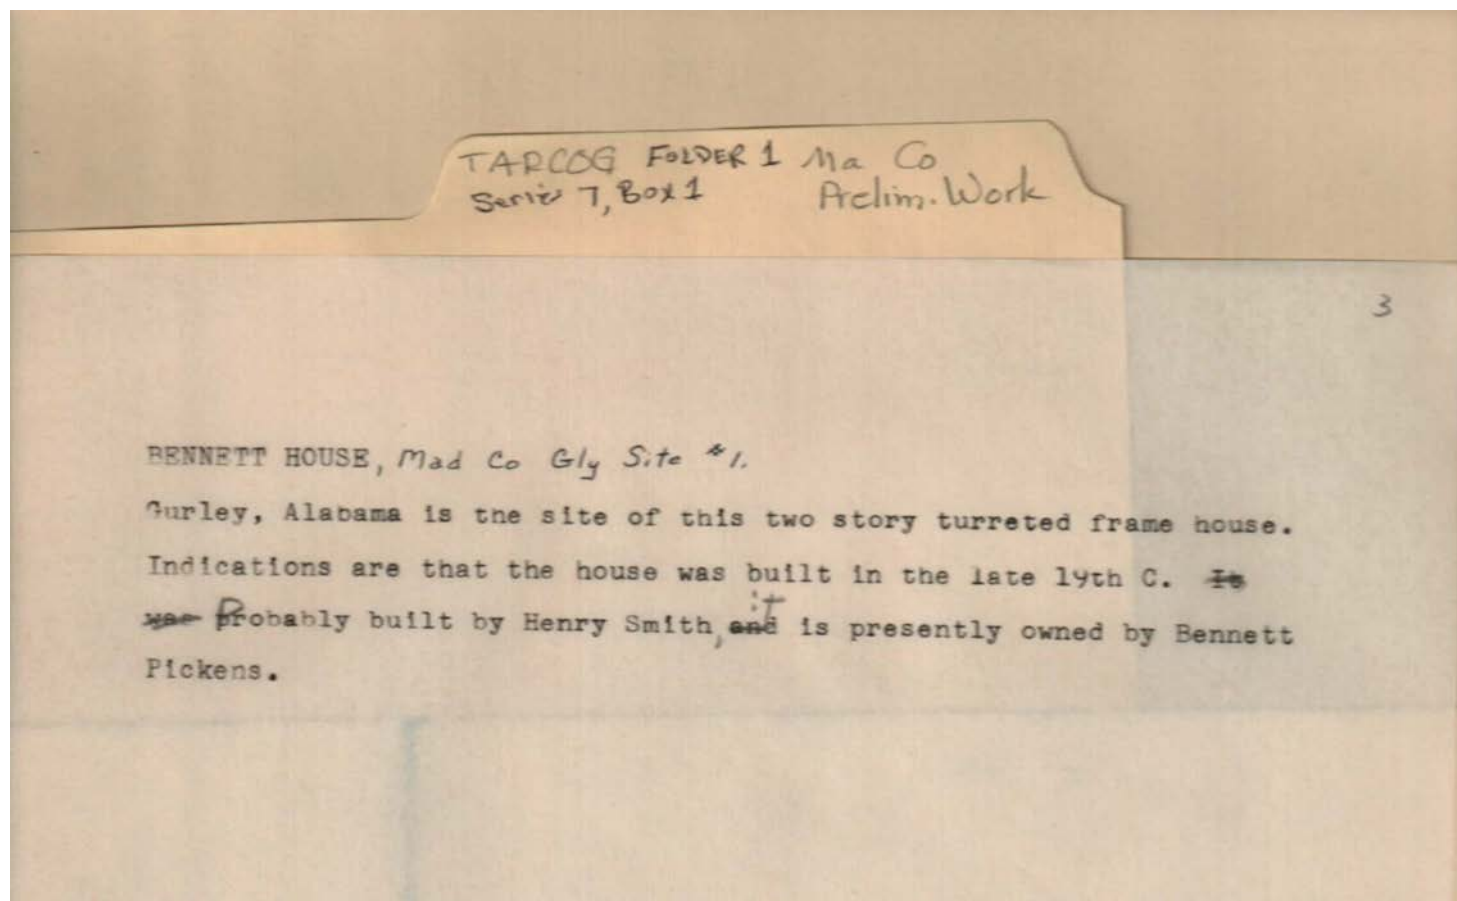 TARCOG FOLDER 1 Ma Co
Series 7, Box 1 Prelim. Work
3
BENNETT HOUSE, Mad Co Gly Site #1.
Gurley, Alabama is the site of this two story turreted frame house.
Indications are that the house was built in the late 19th C. It
was Probably built by Henry Smith, and it is presently owned by Bennett
Pickens.